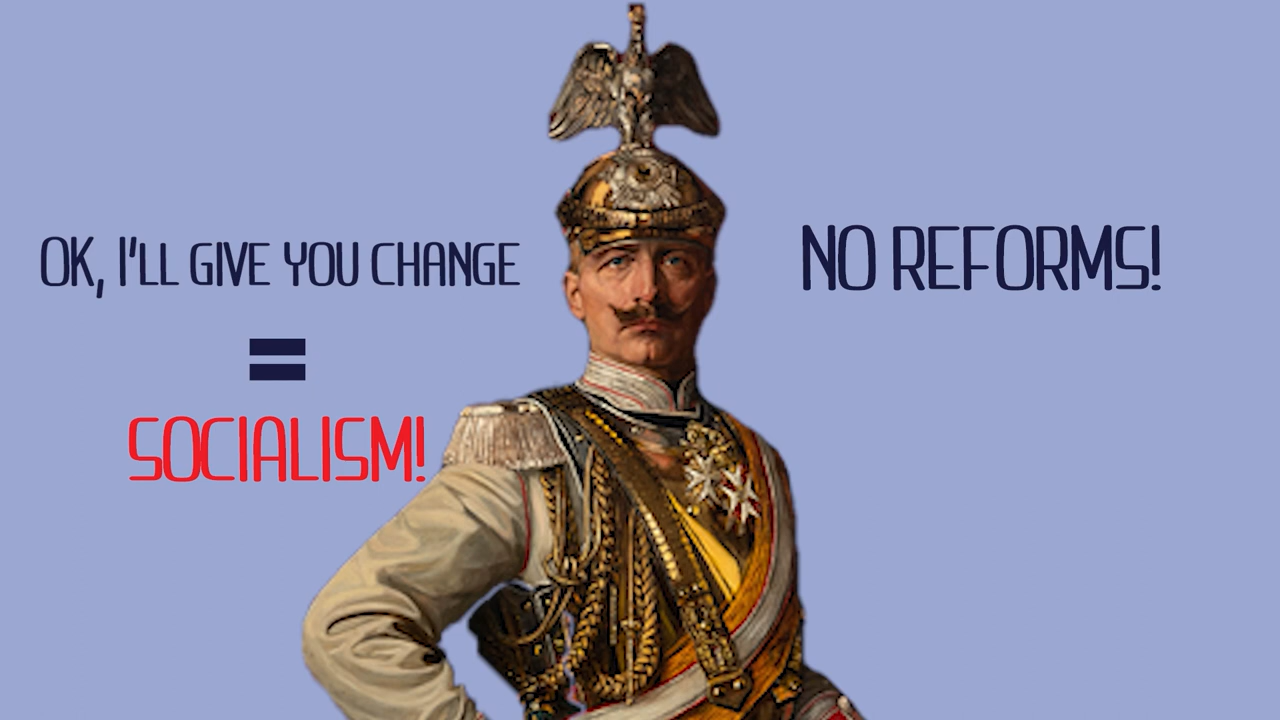 OK, I'LL GIVE YOU CHANGE
=
SOCIALISM!
NO REFORMS!